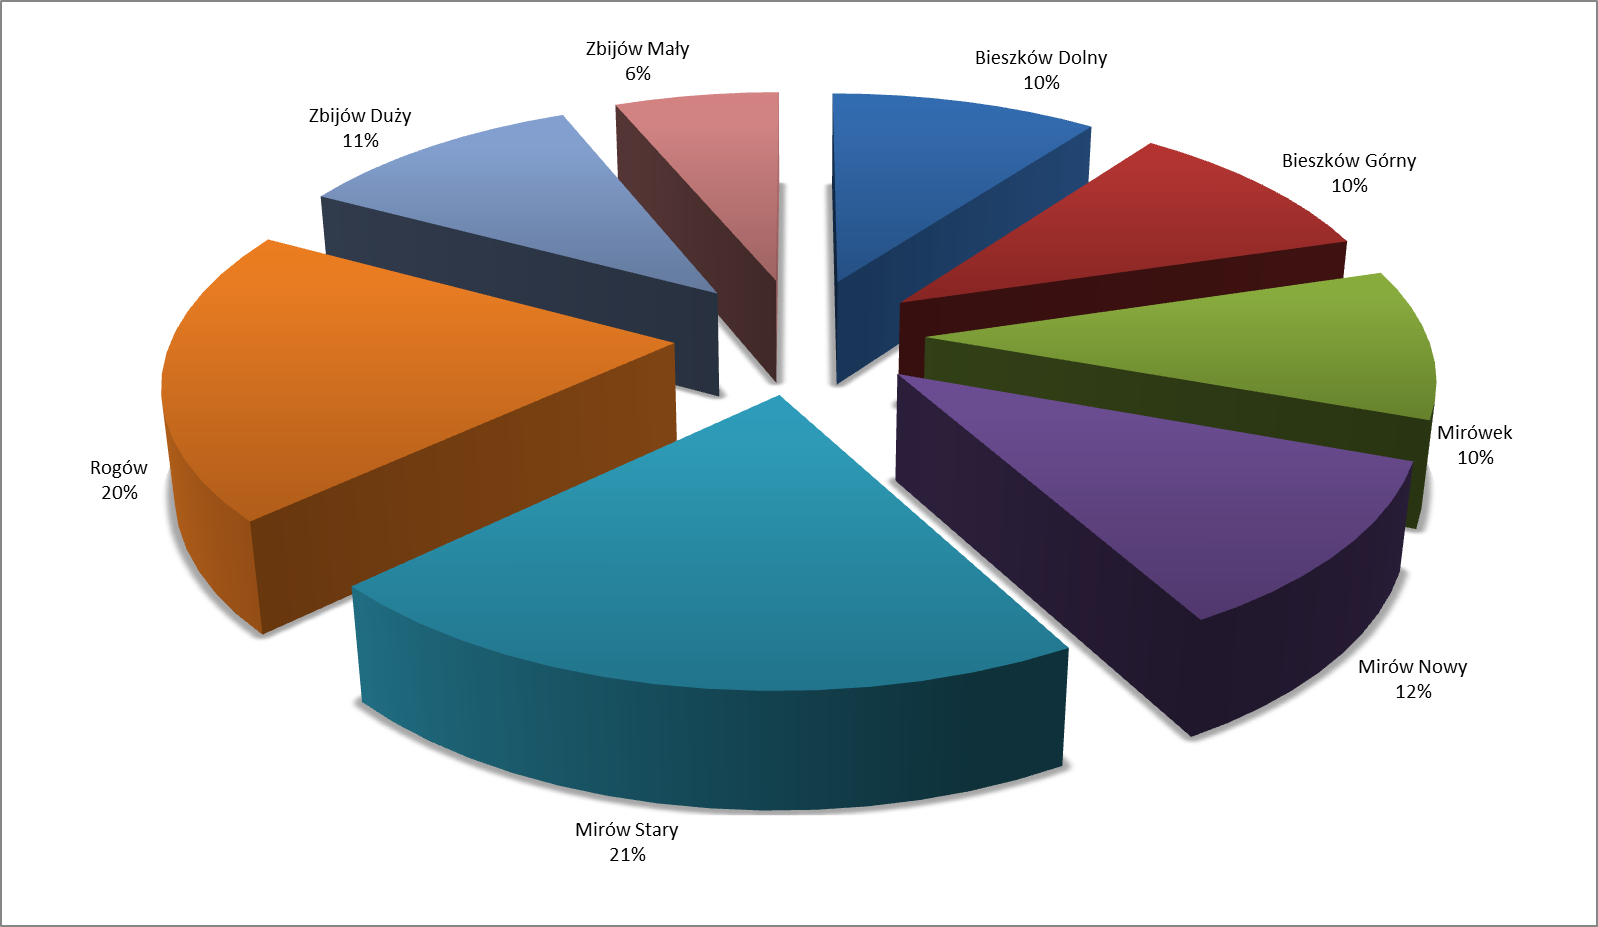 Zbijów Mały
6%
Bieszków Dolny
10%
Zbijów Duży
11%
Bieszków Górny
10%
Mirówek
10%
Rogów
20%
Mirów Nowy
12%
Mirów Stary
21%